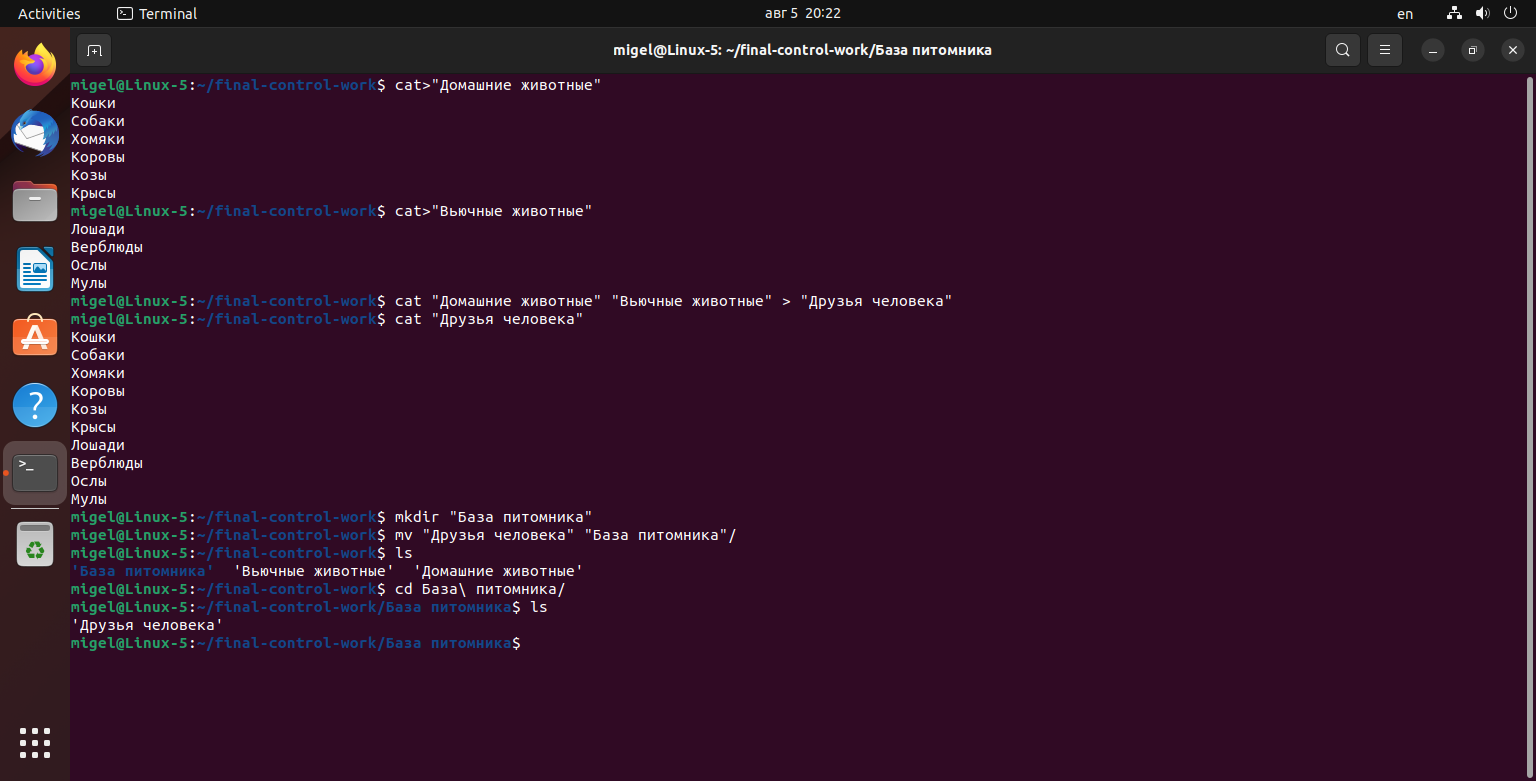 Activities Terminal авг 5 20:22 en
migel@Linux-5: ~/final-control-work/База питомника
migel@Linux-5:~/final-control-work$ cat>"Домашние животные"
Кошки
Собаки
Хомяки
Коровы
Козы
Крысы
migel@Linux-5:~/final-control-work$ cat>"Вьючные животные"
Лошади
Верблюды
Ослы
Мулы
migel@Linux-5:~/final-control-work$ cat "Домашние животные" "Вьючные животные" > "Друзья человека"
migel@Linux-5:~/final-control-work$ cat "Друзья человека"
Кошки
Собаки
Хомяки
Коровы
Козы
Крысы
Лошади
Верблюды
Ослы
Мулы
migel@Linux-5:~/final-control-work$ mkdir "База питомника"
migel@Linux-5:~/final-control-work$ mv "Друзья человека" "База питомника"/
migel@Linux-5:~/final-control-work$ ls
'База питомника' 'Вьючные животные' 'Домашние животные'
migel@Linux-5:~/final-control-work$ cd База\ питомника/
migel@Linux-5:~/final-control-work/База питомника$ ls
'Друзья человека'
migel@Linux-5:~/final-control-work/База питомника$